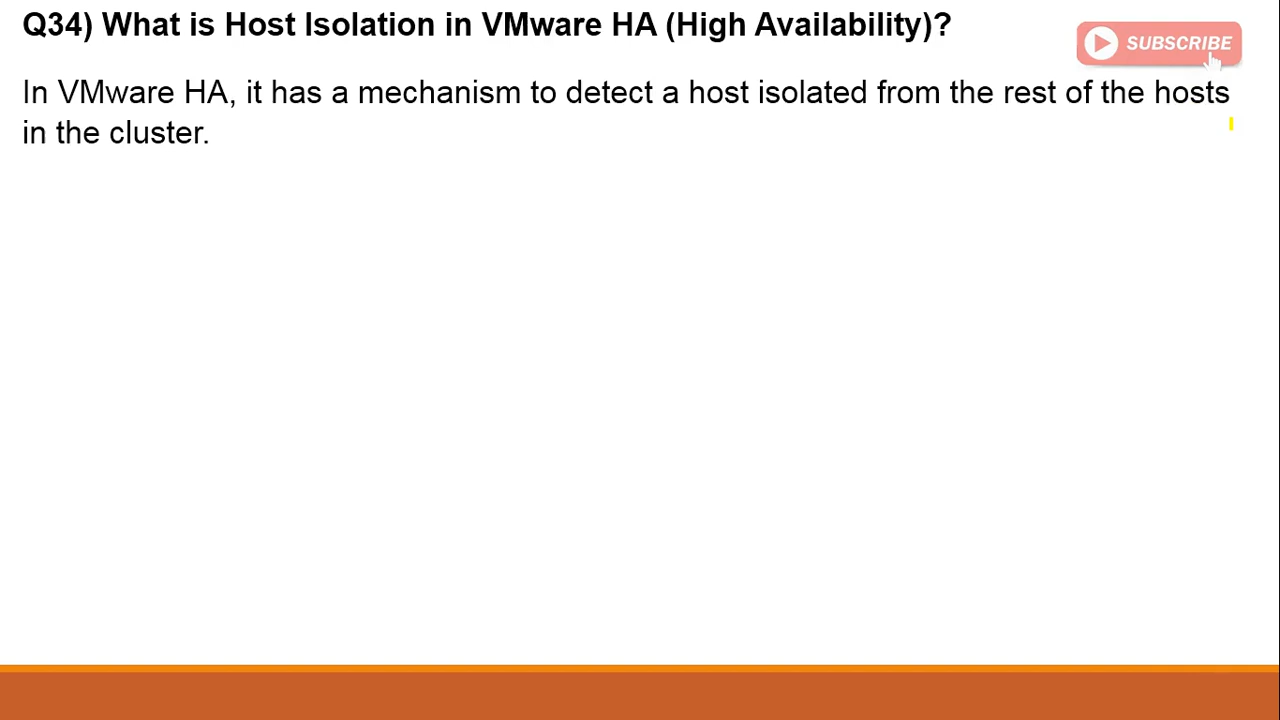 Q34) What is Host Isolation in VMware HA (High Availability)?
SUBSCRIBE
In VMware HA, it has a mechanism to detect a host isolated from the rest of the hosts
in the cluster.